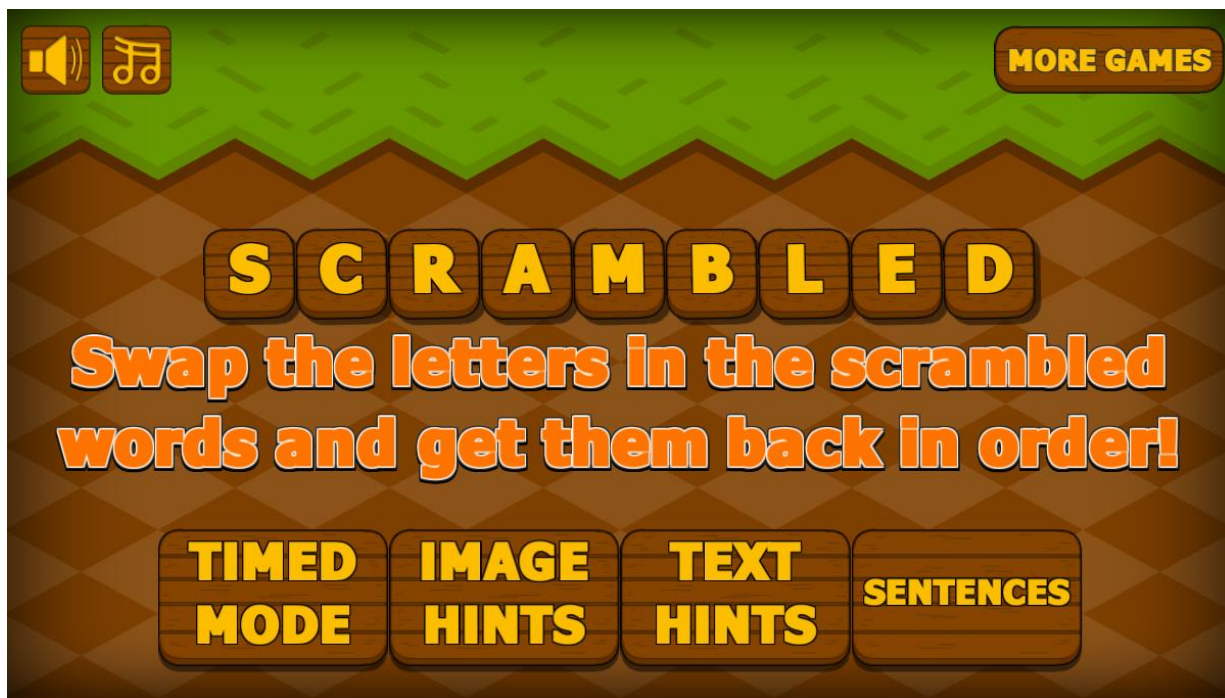 MORE GAMES
SCRAMBLED
Swap the letters in the scrambled
words and get them back in order!
TIMED
MODE
IMAGE
HINTS
TEXT
HINTS
SENTENCES